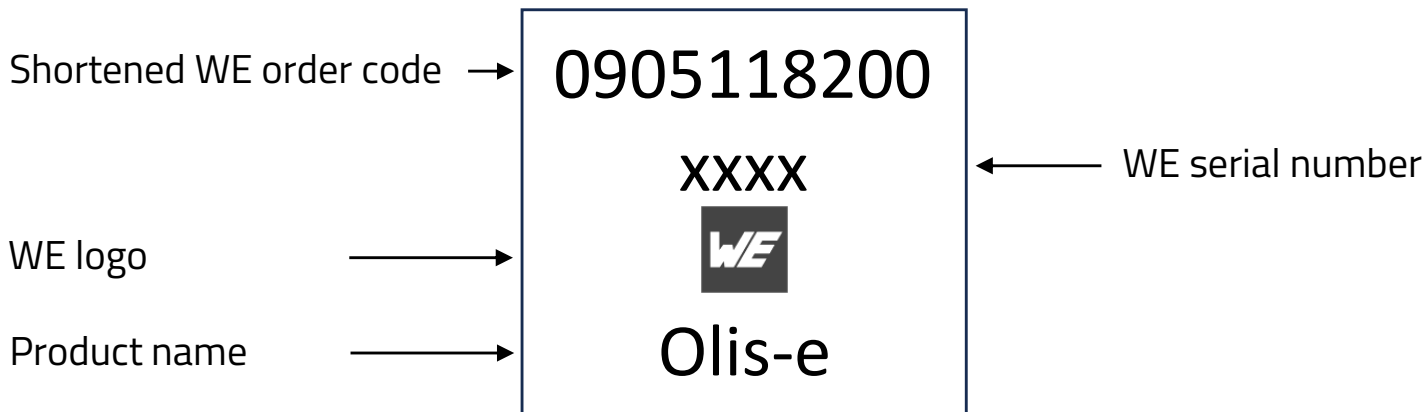 Shortened WE order code
0905118200
xxxx
WE serial number
WE logo
WE
Product name
Olis-e